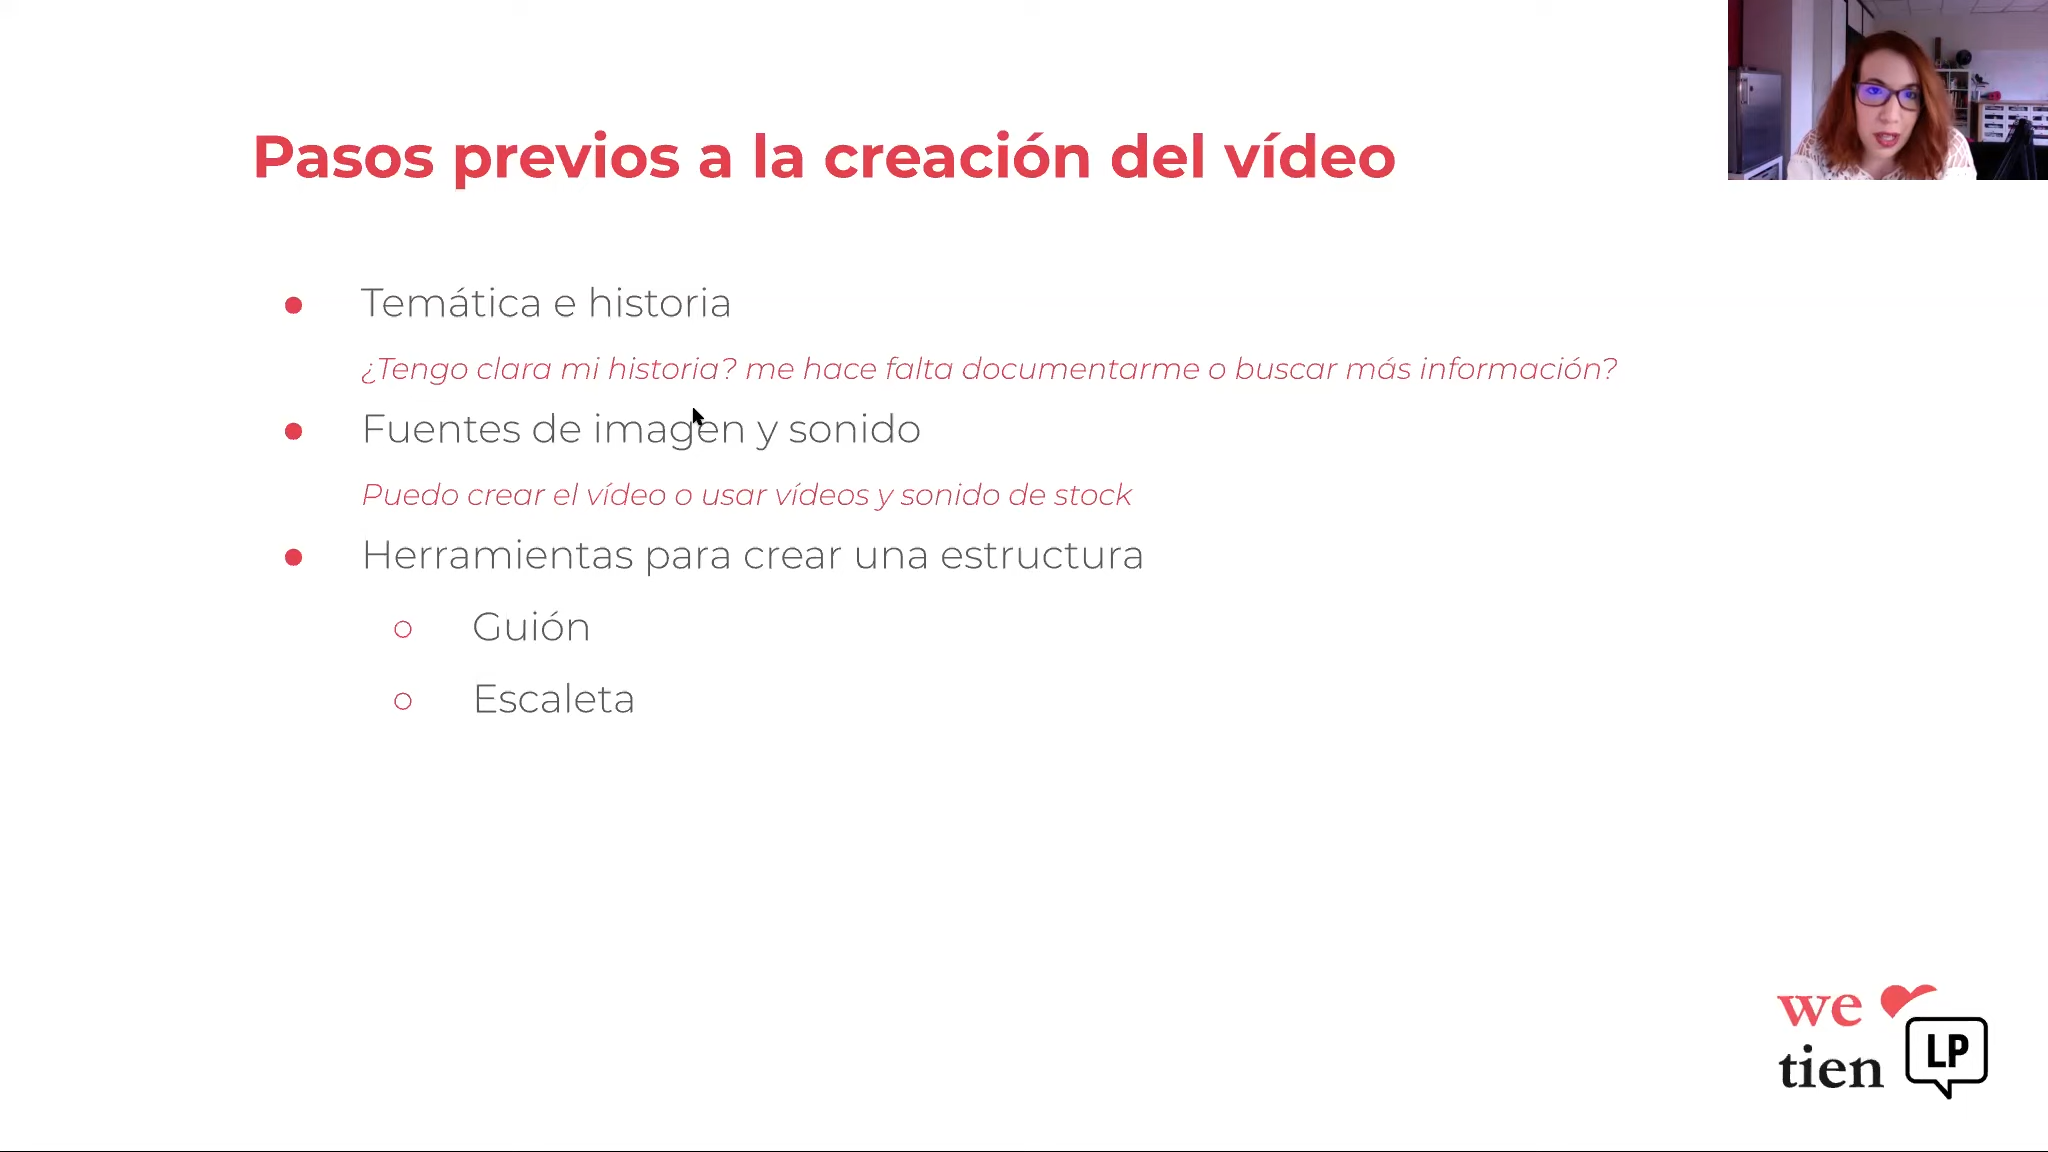 Pasos previos a la creación del vídeo
Temática e historia
¿Tengo clara mi historia? me hace falta documentarme o buscar más información?
Fuentes de imagen y sonido
Puedo crear el vídeo o usar vídeos y sonido de stock
Herramientas para crear una estructura
Guión
Escaleta
we
tien
LP